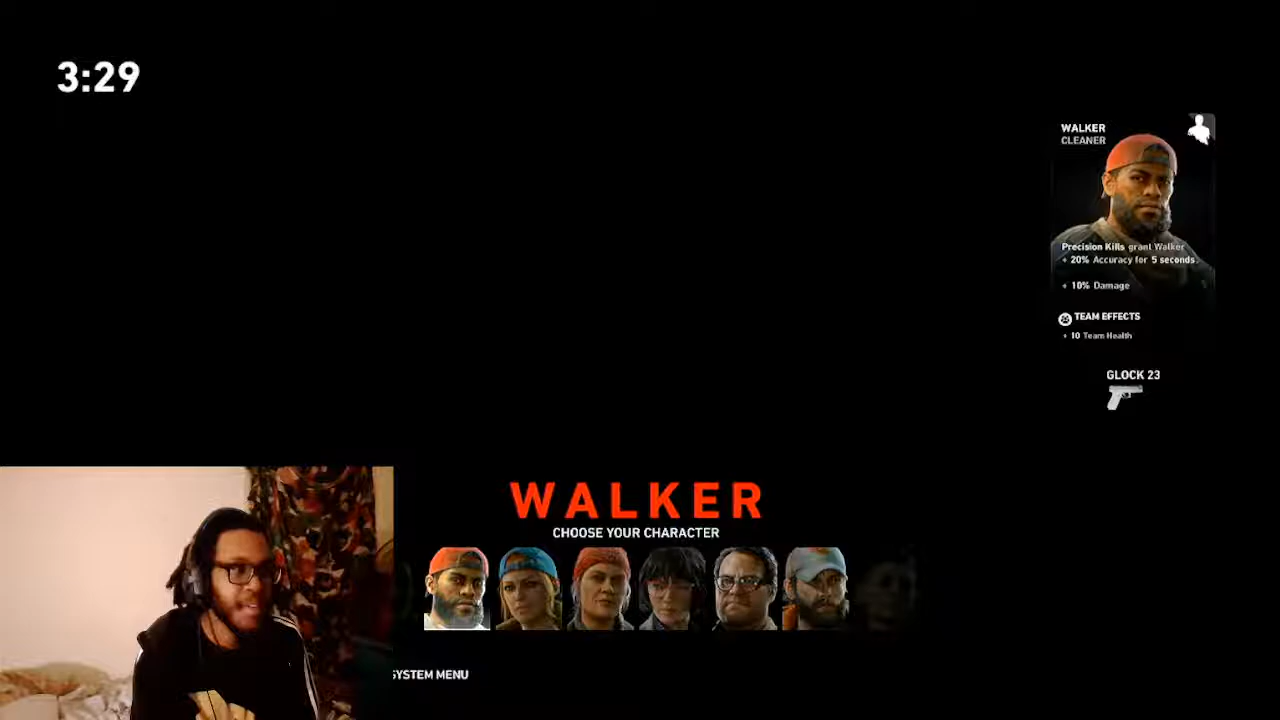 3:29
WALKER
CLEANER
Precision Kills grant Walker
+ 20% Accuracy for 5 seconds.
+ 10% Damage
TEAM EFFECTS
+ 10 Team Health
GLOCK 23
WALKER
CHOOSE YOUR CHARACTER
SYSTEM MENU